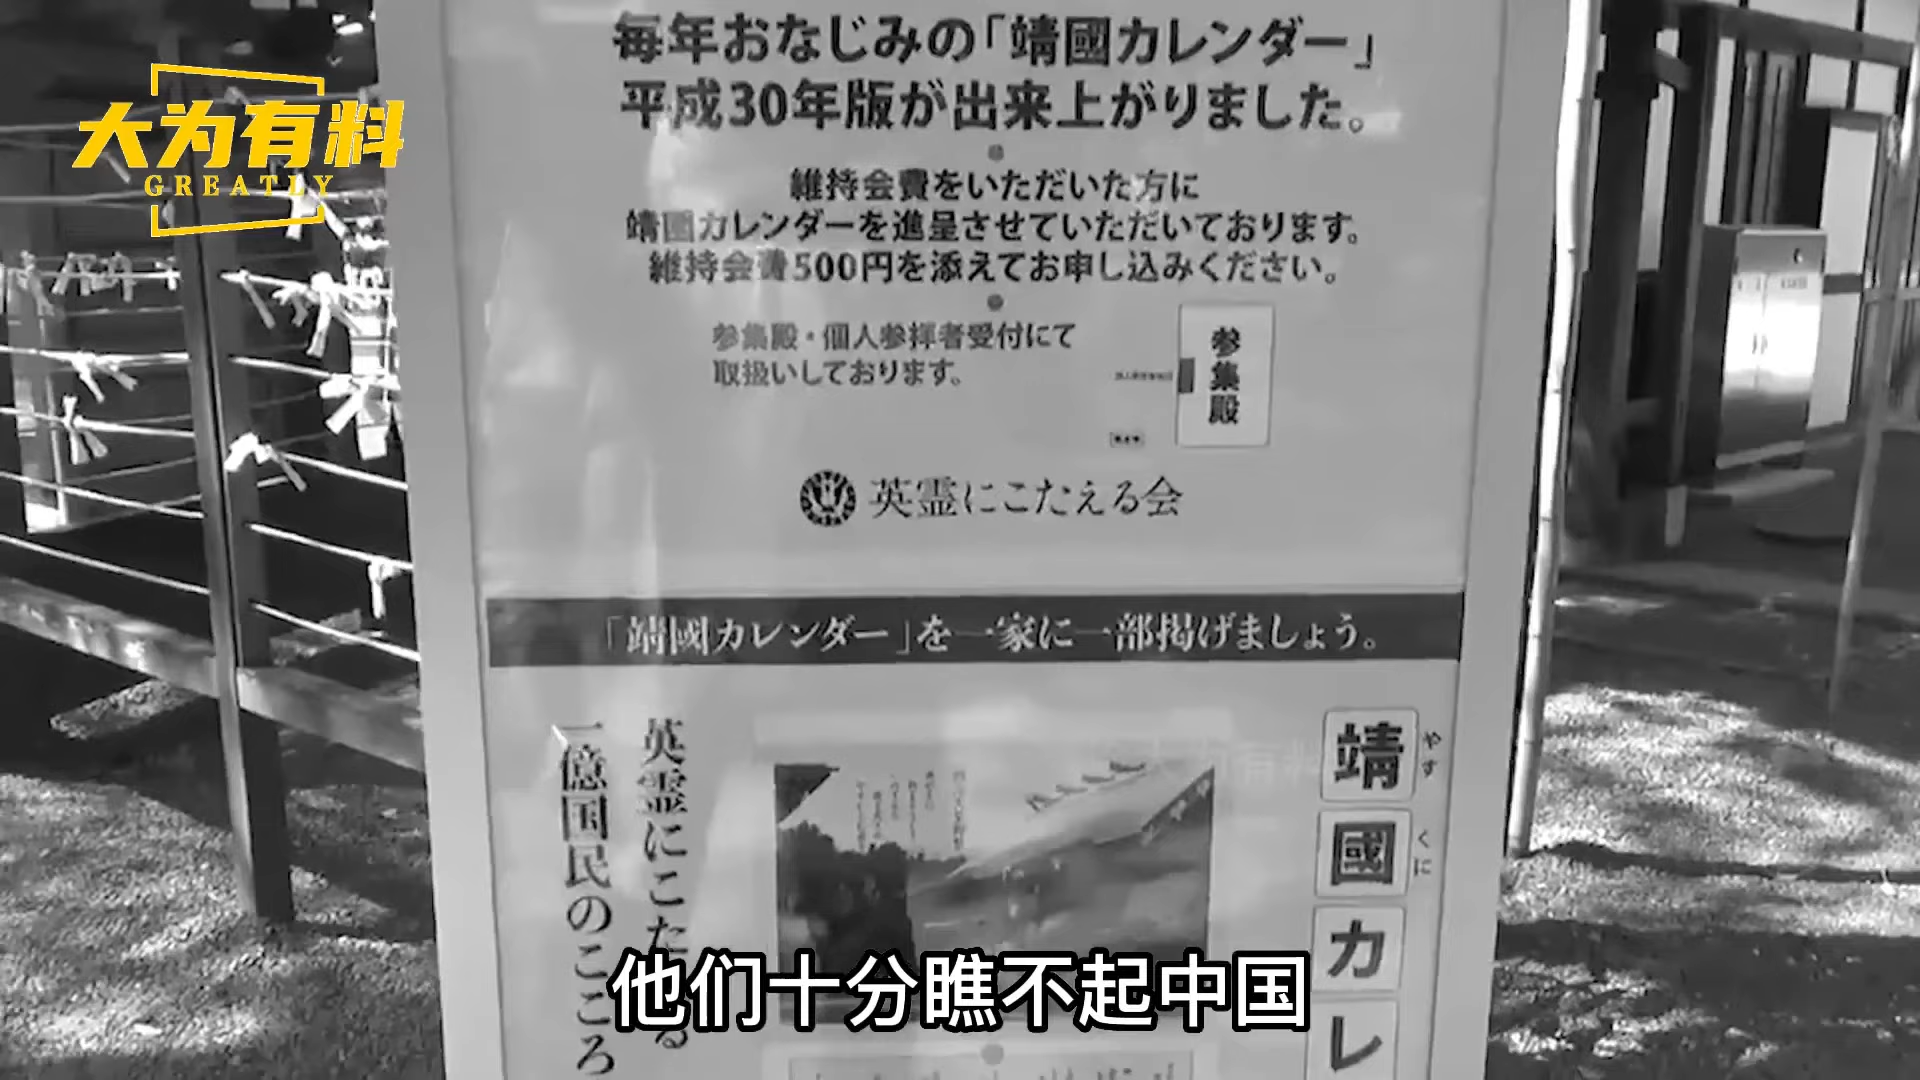 大为有料
GREATLY
毎年おなじみの「靖國カレンダー」
平成30年版が出来上がりました。
維持会費をいただいた方に
靖國カレンダーを進呈させていただいております。
維持会費500円を添えてお申し込みください。
参集殿・個人参拝者受付にて
取扱いしております。
参集殿
英霊にこたえる会
「靖國カレンダー」を一家に一部掲げましょう。
靖國カレ
やすくに
英霊にこたえる
一億国民のこころ
他们十分瞧不起中国